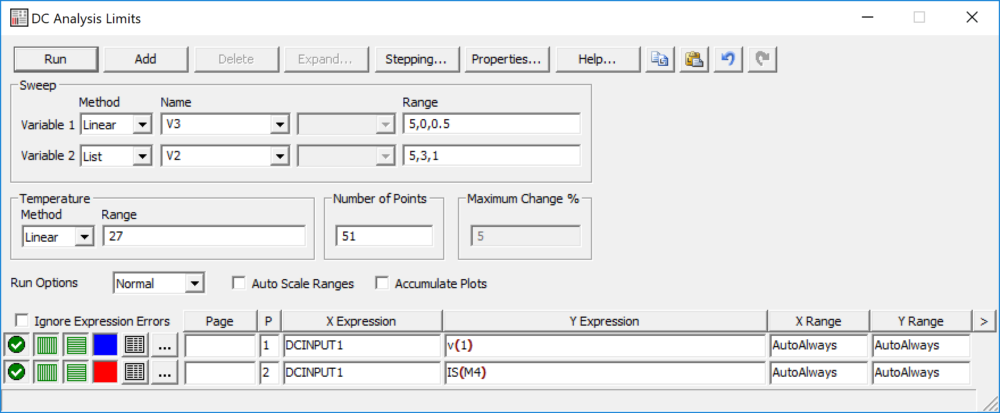 DC Analysis Limits
Run Add Delete Expand... Stepping... Properties... Help...
Sweep
Method Name Range
Variable 1 Linear V3 5,0,0.5
Variable 2 List V2 5,3,1
Temperature Number of Points Maximum Change %
Method Range
Linear 27 51 5
Run Options Normal Auto Scale Ranges Accumulate Plots
Ignore Expression Errors Page P X Expression Y Expression X Range Y Range >
... 1 DCINPUT1 v(1) AutoAlways AutoAlways
... 2 DCINPUT1 IS(M4) AutoAlways AutoAlways